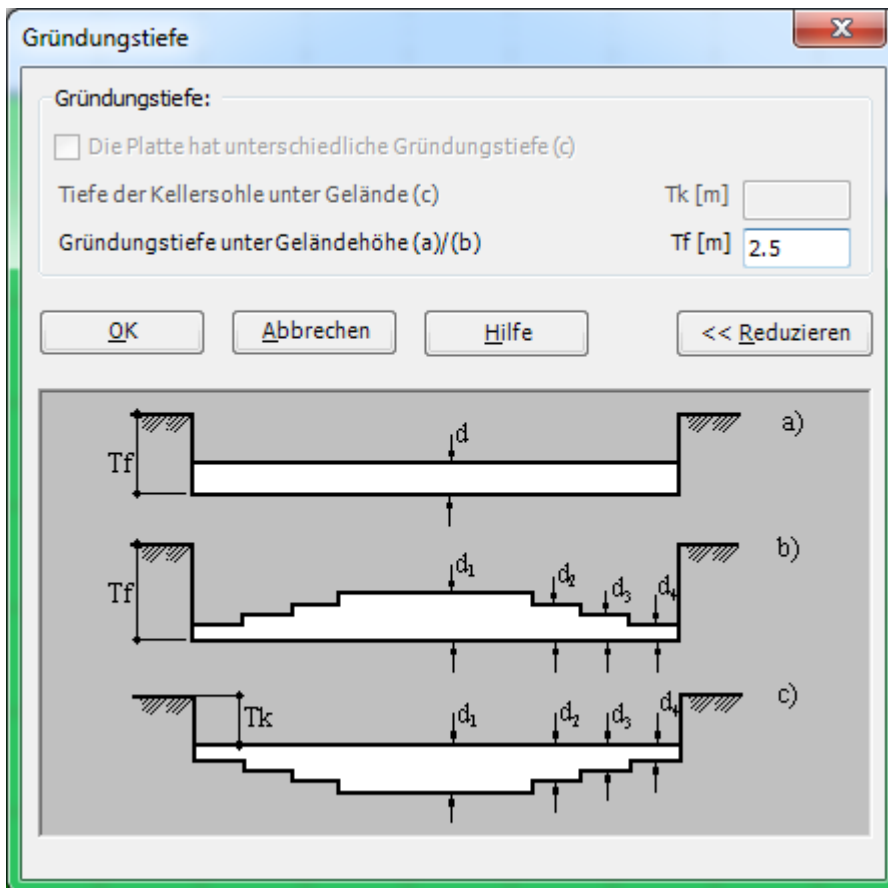 Gründungstiefe
Gründungstiefe:
Die Platte hat unterschiedliche Gründungstiefe (c)
Tiefe der Kellersohle unter Gelände (c) Tk [m]
Gründungstiefe unter Geländehöhe (a)/(b) Tf [m] 2.5
OK Abbrechen Hilfe << Reduzieren
d a)
Tf
b)
d₁ d₂ d₃ d₄
Tf
c)
Tk d₁ d₂ d₃ d₄